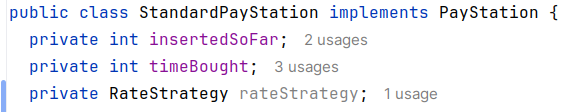 public class StandardPayStation implements PayStation {
private int insertedSoFar; 2 usages
private int timeBought; 3 usages
private RateStrategy rateStrategy; 1 usage